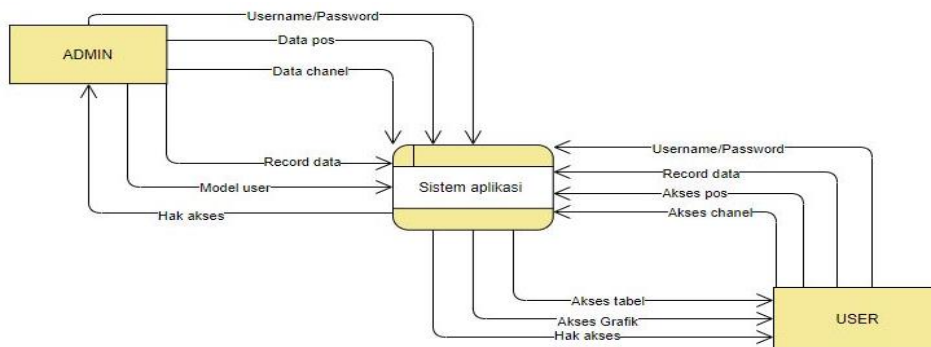 Username/Password
Data pos
ADMIN
Data chanel
Username/Password
Record data
Record data
Model user
Sistem aplikasi
Akses pos
Hak akses
Akses chanel
Akses tabel
Akses Grafik
USER
Hak akses